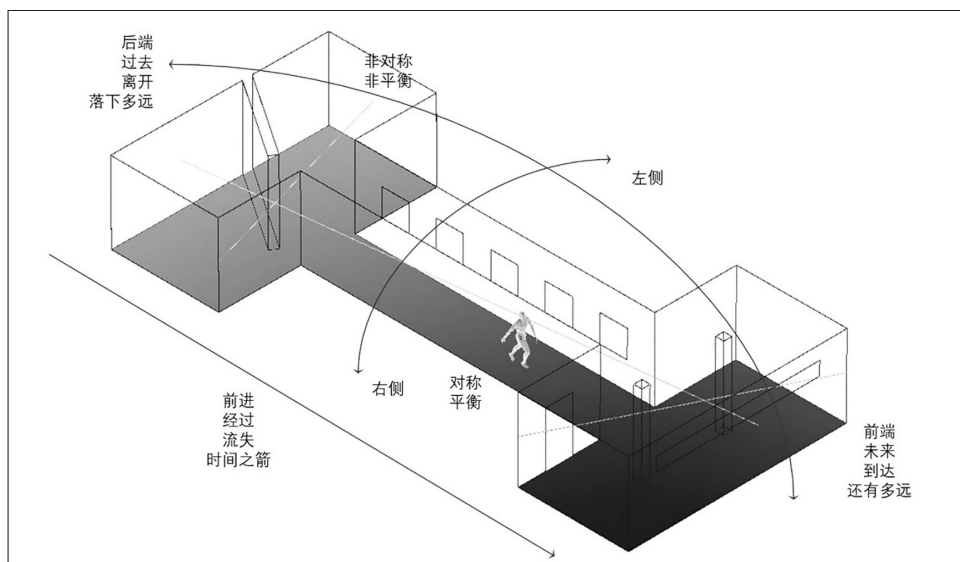 后端
过去
离开
落下多远
非对称
非平衡
左侧
右侧
对称
平衡
前进
经过
流失
时间之箭
前端
未来
到达
还有多远